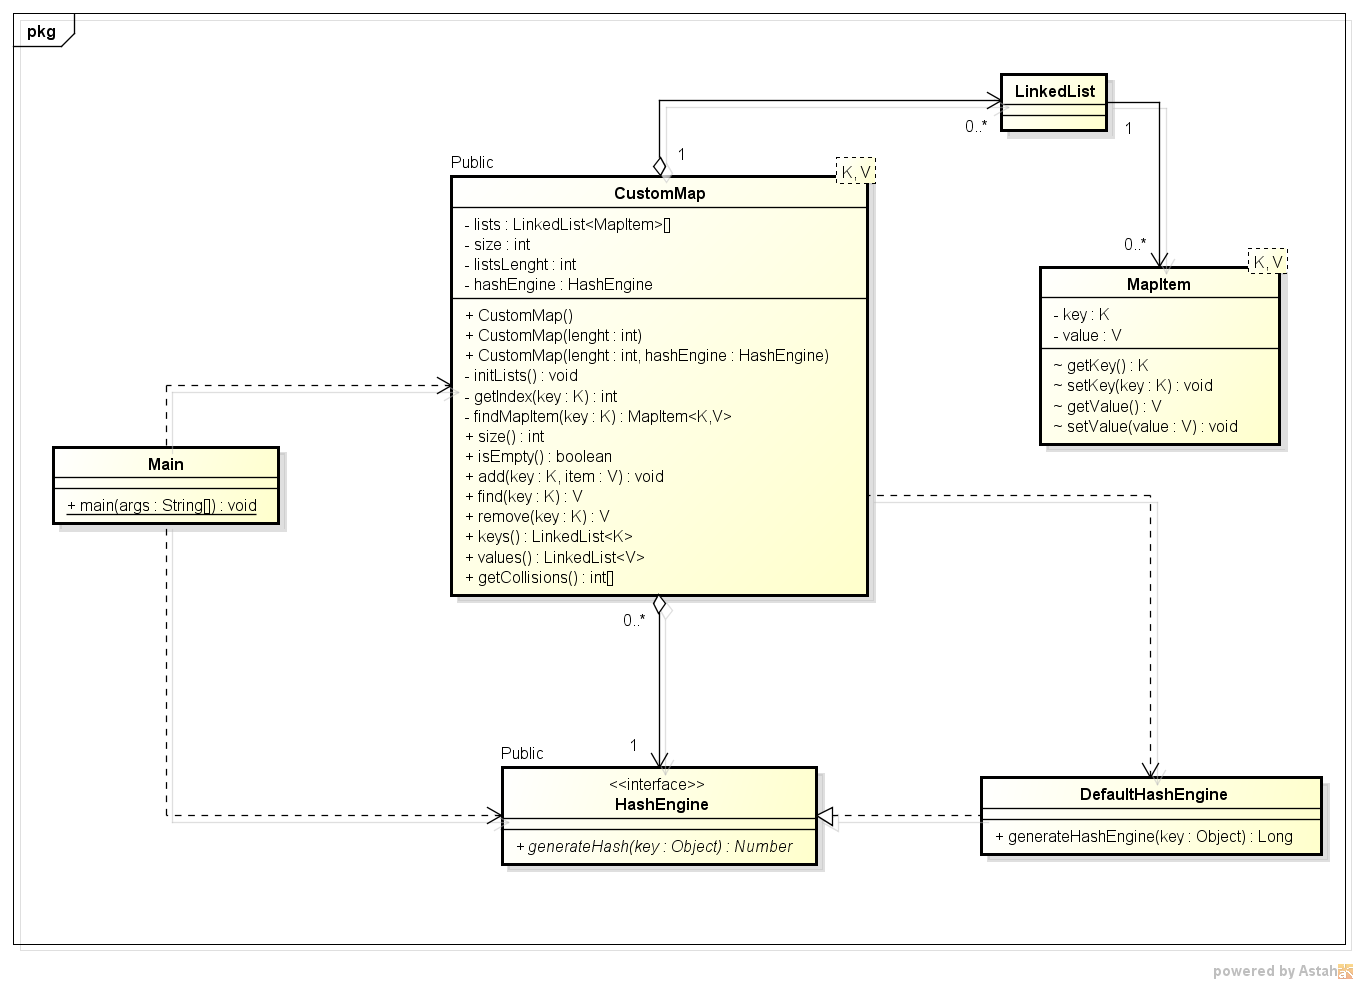 pkg
LinkedList
0..*
1
1
Public
K,V
CustomMap
- lists : LinkedList<MapItem>[]
- size : int
- listsLenght : int
- hashEngine : HashEngine
+ CustomMap()
+ CustomMap(lenght : int)
+ CustomMap(lenght : int, hashEngine : HashEngine)
- initLists() : void
- getIndex(key : K) : int
- findMapItem(key : K) : MapItem<K,V>
+ size() : int
+ isEmpty() : boolean
+ add(key : K, item : V) : void
+ find(key : K) : V
+ remove(key : K) : V
+ keys() : LinkedList<K>
+ values() : LinkedList<V>
+ getCollisions() : int[]
0..*
K,V
MapItem
- key : K
- value : V
~ getKey() : K
~ setKey(key : K) : void
~ getValue() : V
~ setValue(value : V) : void
Main
+ main(args : String[]) : void
0..*
1
Public
<<interface>>
HashEngine
+ generateHash(key : Object) : Number
DefaultHashEngine
+ generateHashEngine(key : Object) : Long
powered by Astah